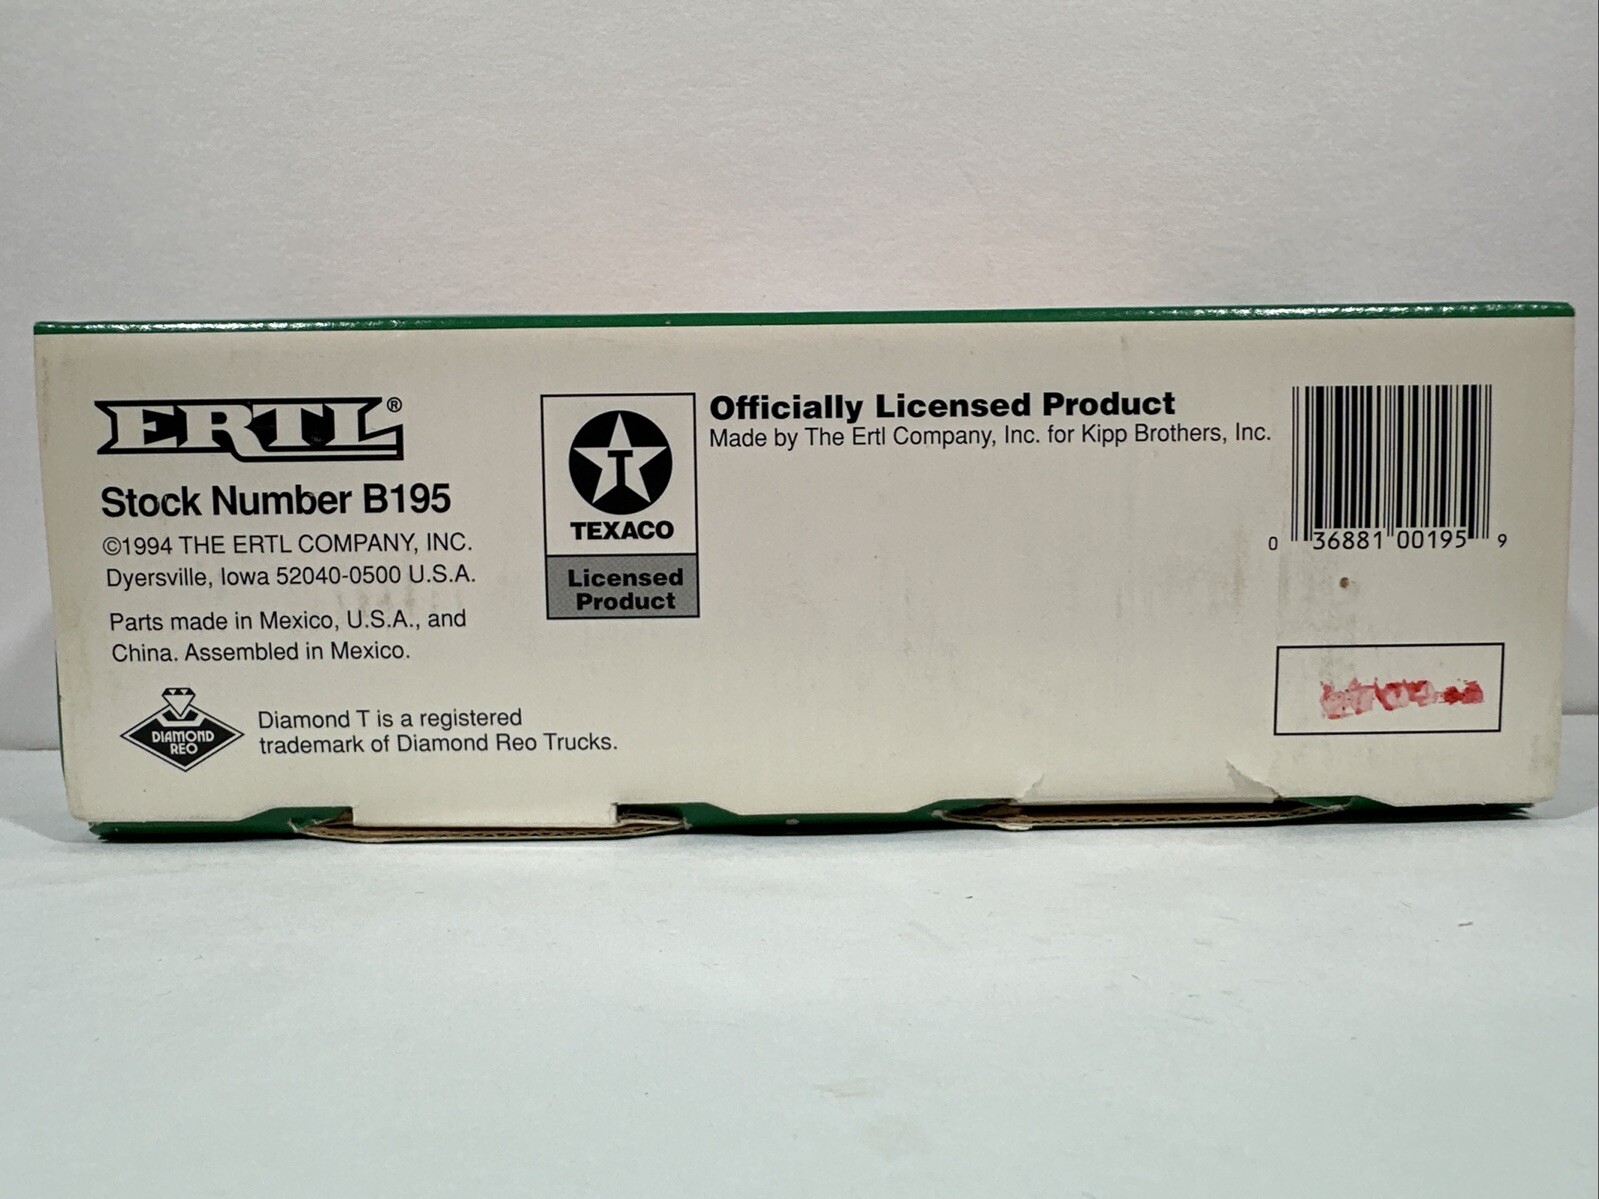 ERTL®
Stock Number B195
©1994 THE ERTL COMPANY, INC.
Dyersville, Iowa 52040-0500 U.S.A.
Parts made in Mexico, U.S.A., and
China. Assembled in Mexico.
DIAMOND
REO
Diamond T is a registered
trademark of Diamond Reo Trucks.
T
TEXACO
Licensed
Product
Officially Licensed Product
Made by The Ertl Company, Inc. for Kipp Brothers, Inc.
0 36881 00195 9